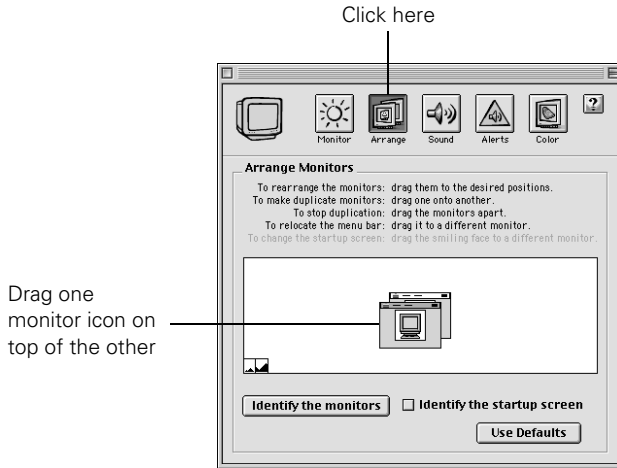 Click here
?
Monitor Arrange Sound Alerts Color
Arrange Monitors
To rearrange the monitors: drag them to the desired positions.
To make duplicate monitors: drag one onto another.
To stop duplication: drag the monitors apart.
To relocate the menu bar: drag it to a different monitor.
To change the startup screen: drag the smiling face to a different monitor.
Drag one
monitor icon on
top of the other
Identify the monitors Identify the startup screen
Use Defaults